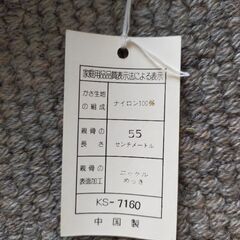 家庭用品品質表示法による表示
かさ生地
の組成
ナイロン100%
親骨の
長さ
55
センチメートル
親骨の
表面加工
ニッケル
めっき
KS-7160
中国製